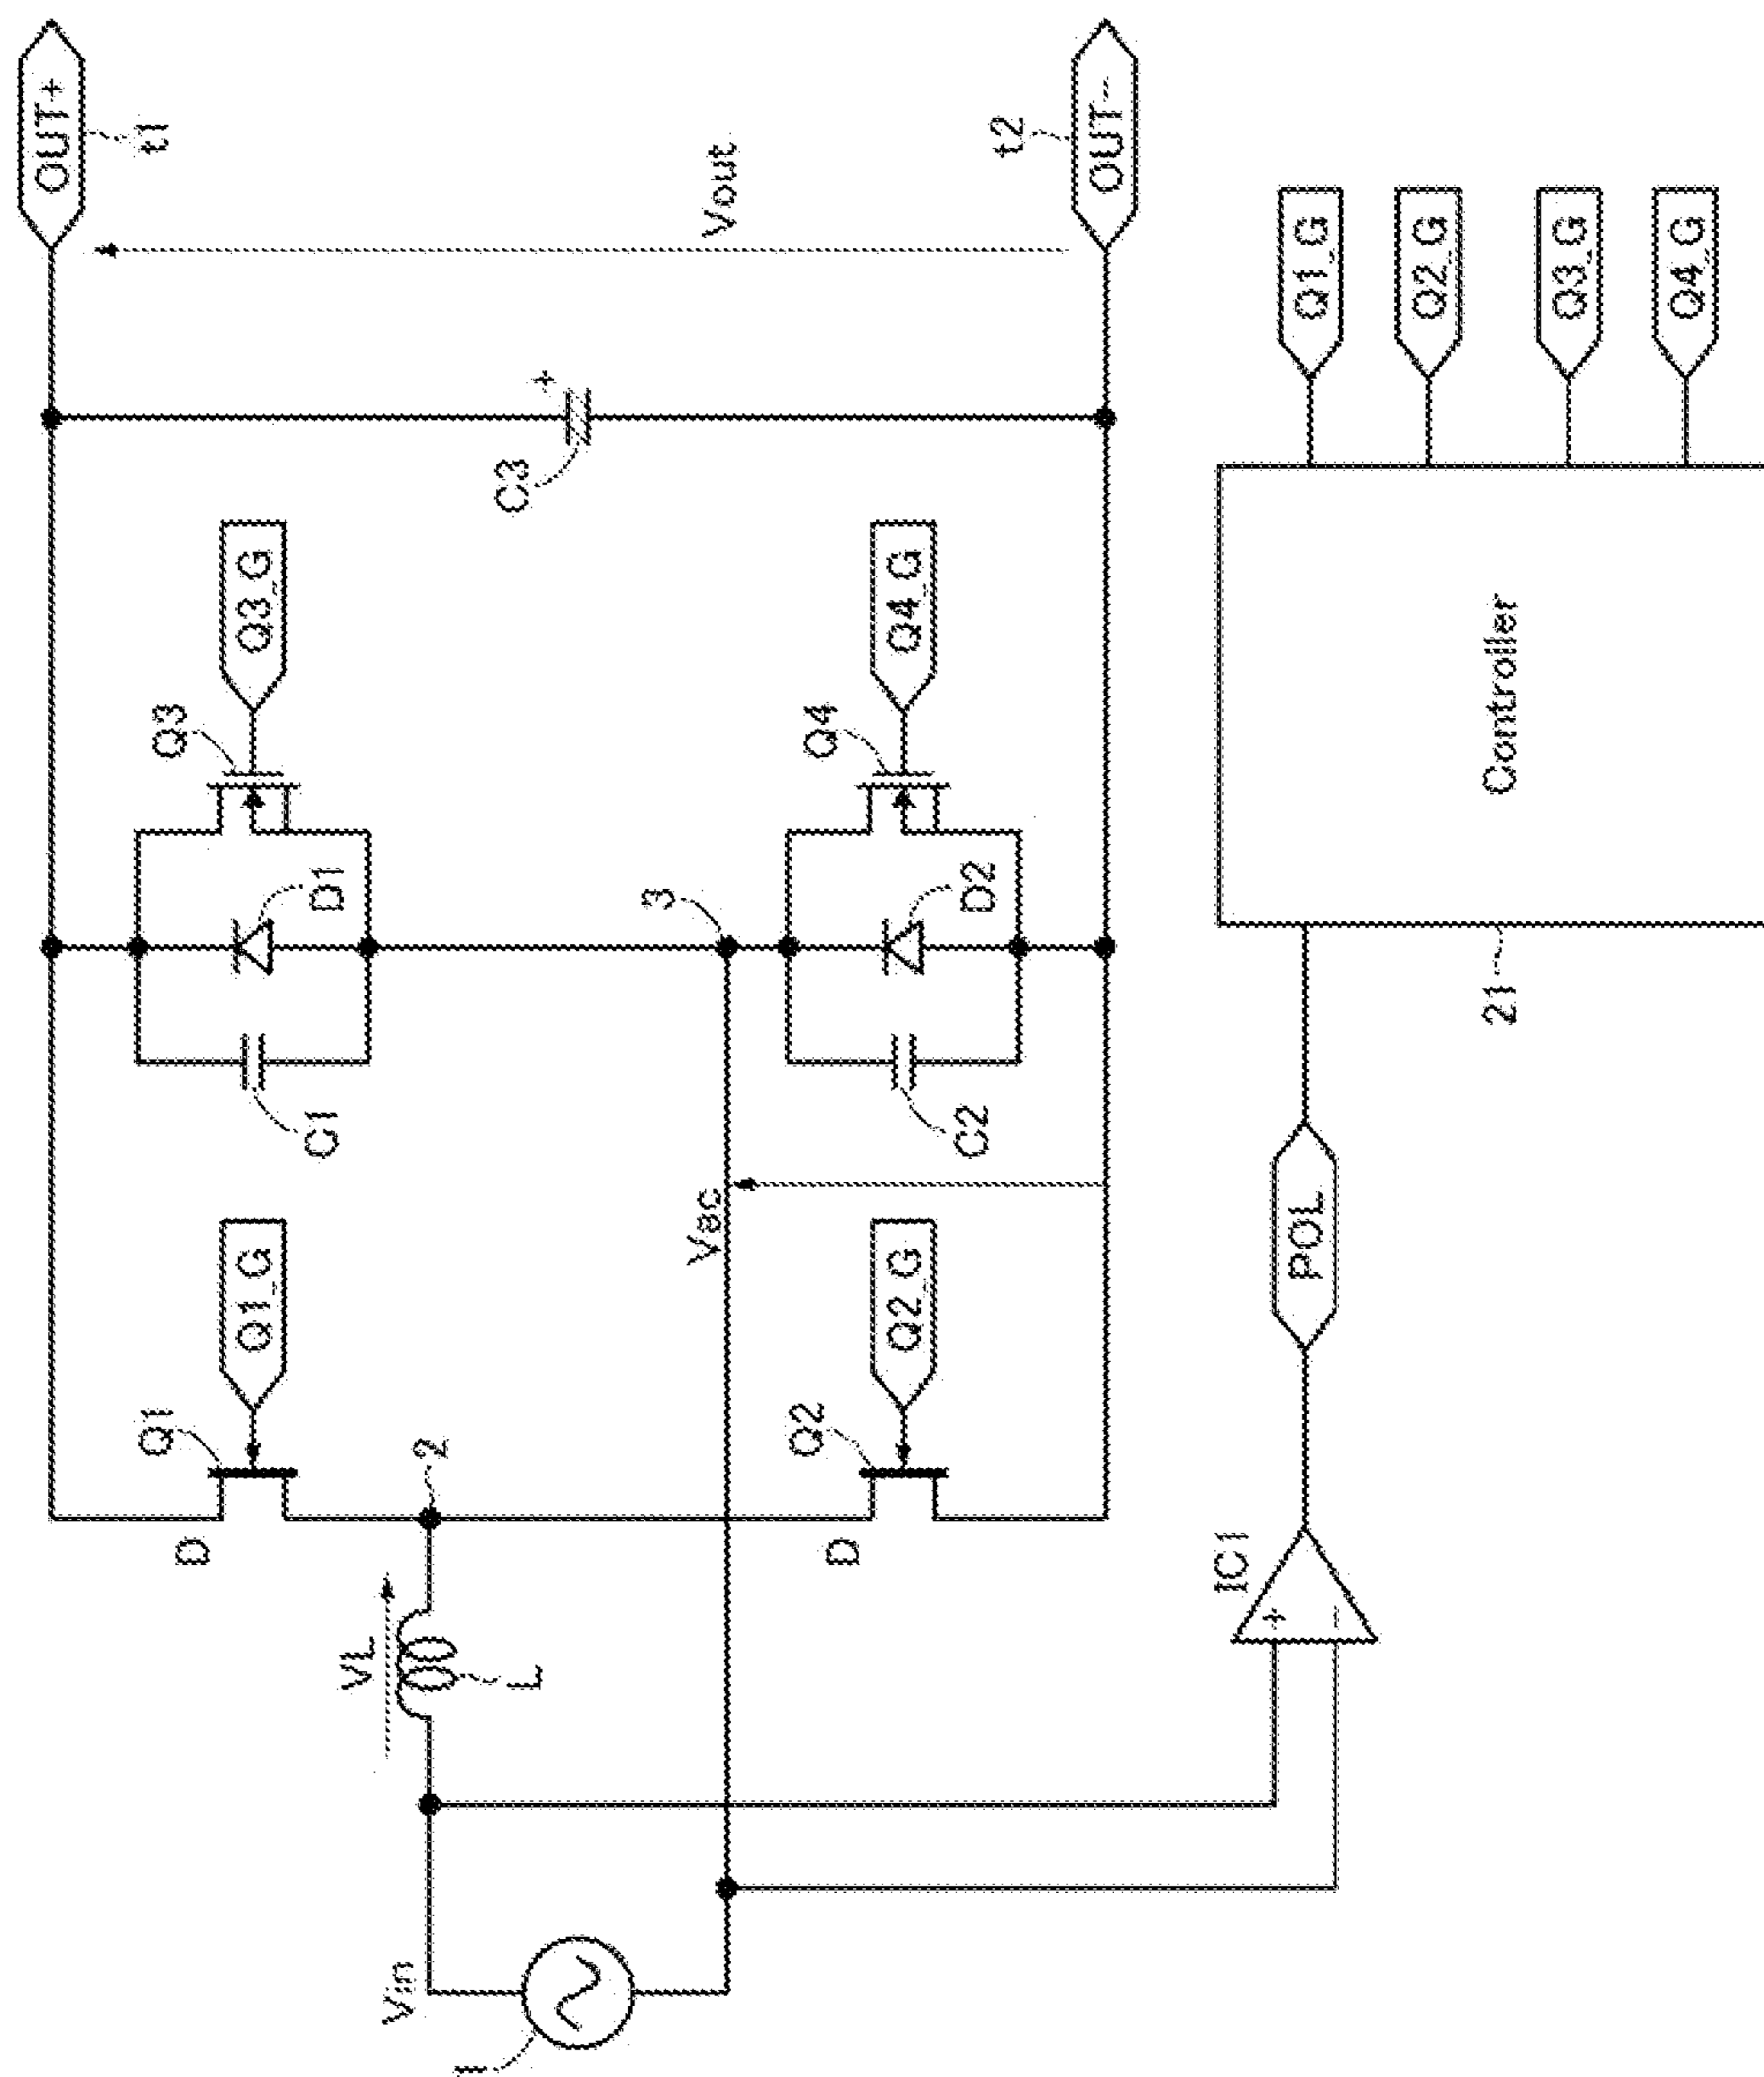 OUT+
t1
Q1
Q1_G
D
C1
D1
Q3
Q3_G
C3
+
Vout
Vin
VL
L
2
3
1
Vac
Q2
Q2_G
D
C2
D2
Q4
Q4_G
t2
OUT-
IC1
+
-
POL
21
Controller
Q1_G
Q2_G
Q3_G
Q4_G